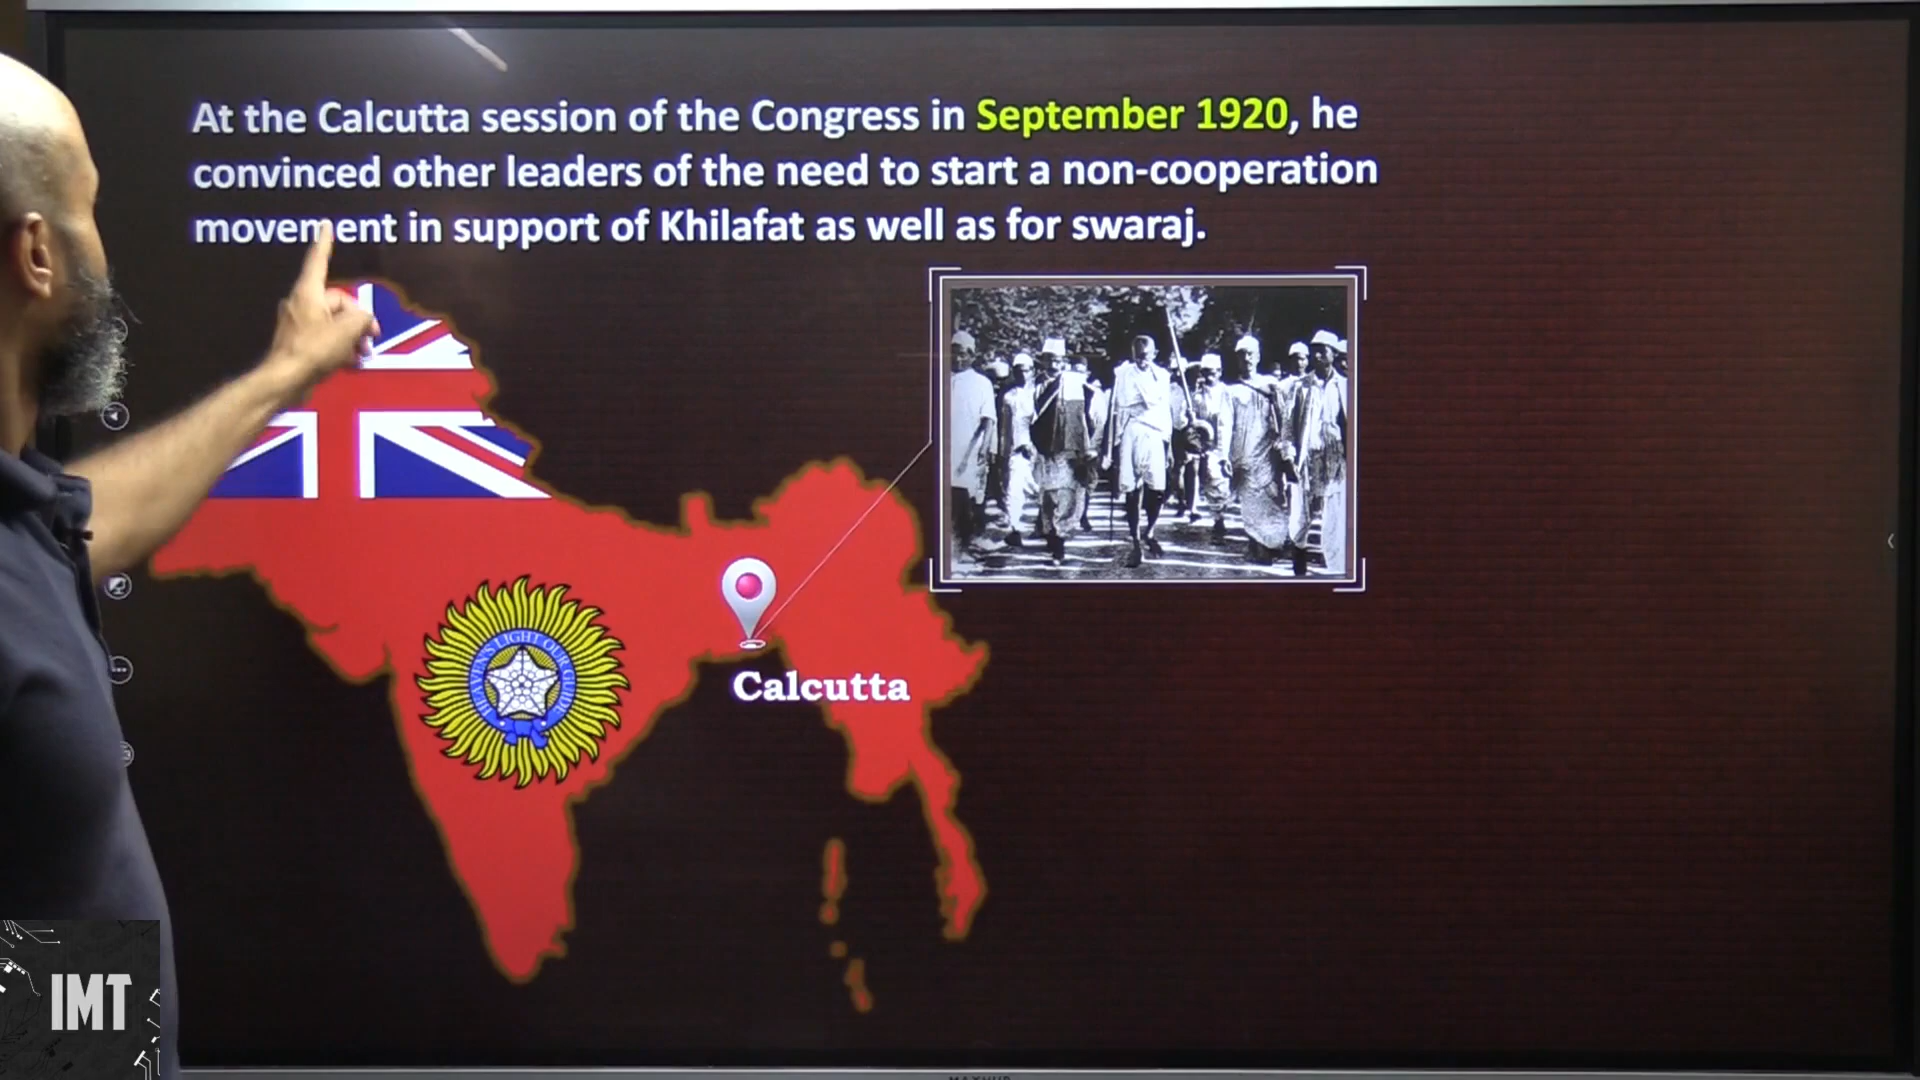 At the Calcutta session of the Congress in September 1920, he
convinced other leaders of the need to start a non-cooperation
movement in support of Khilafat as well as for swaraj.
HEAVEN'S LIGHT OUR GUIDE
Calcutta
IMT